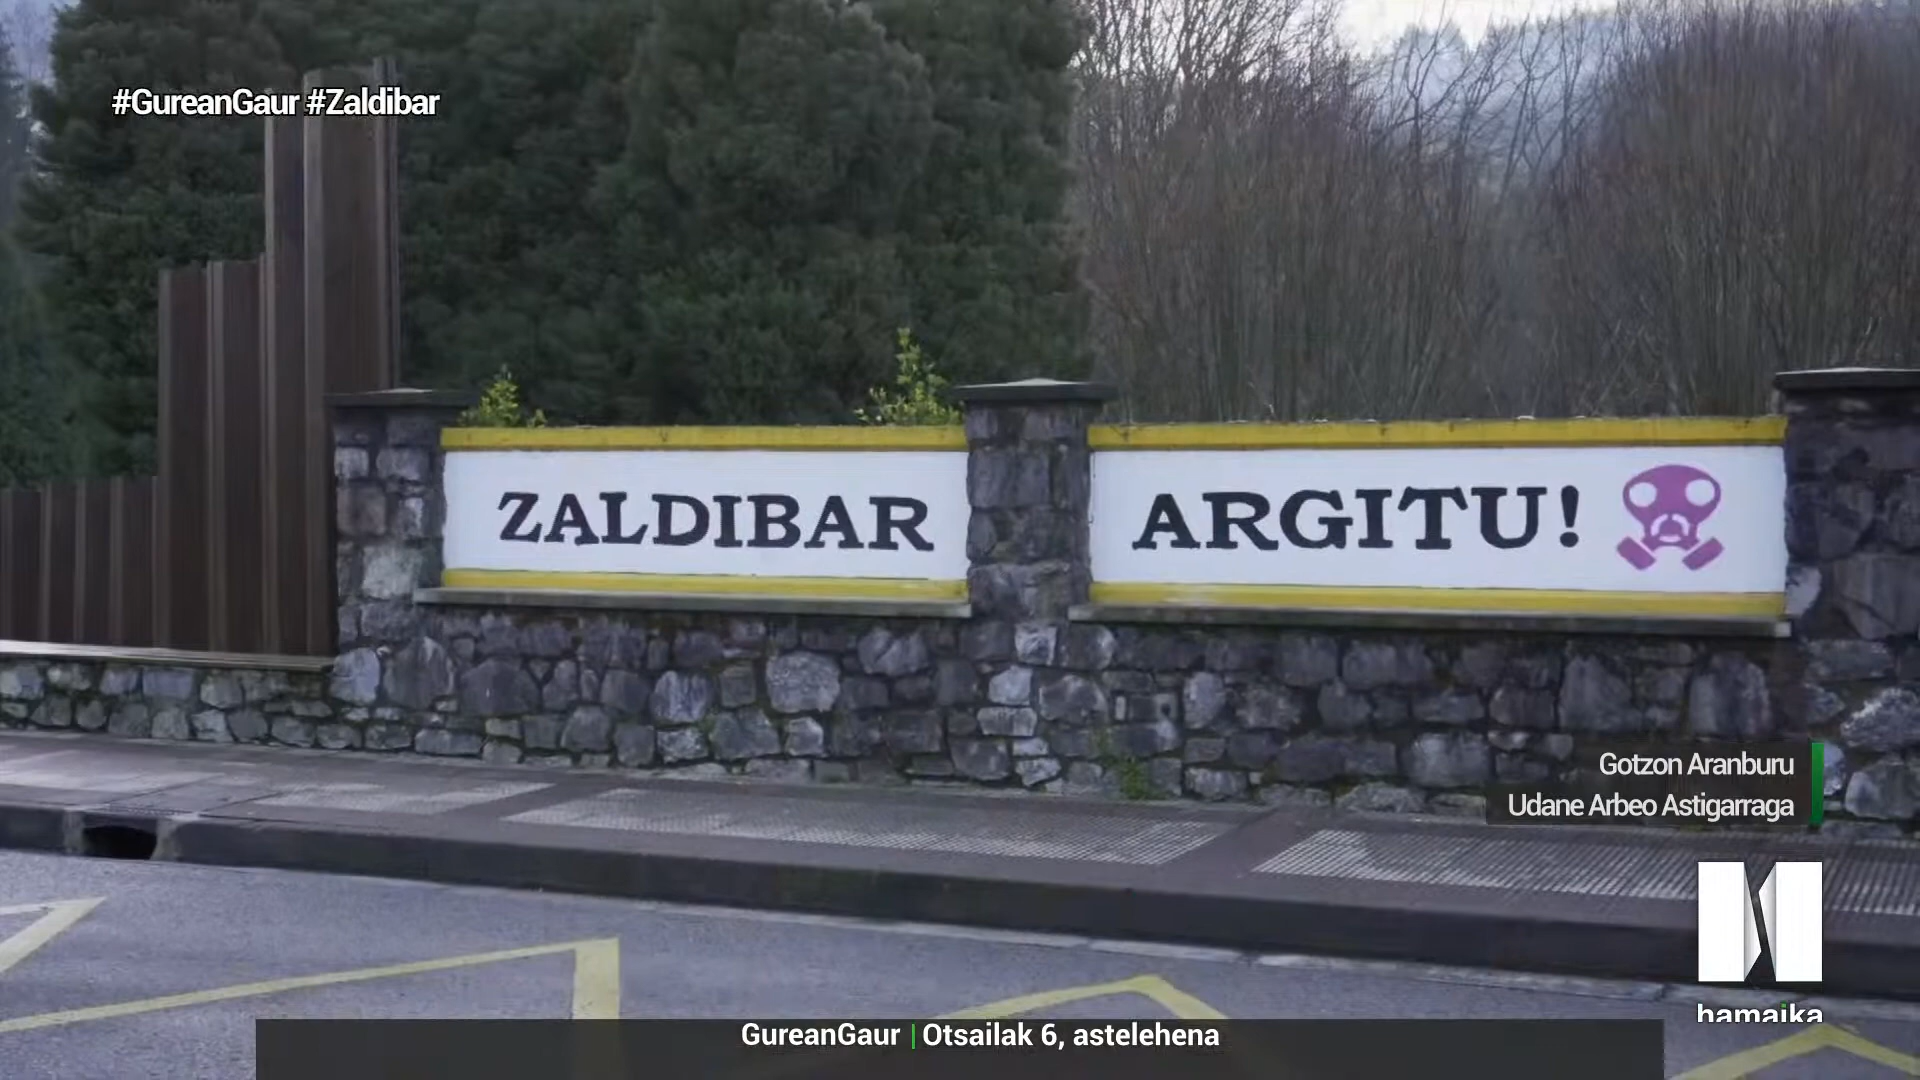 #GureanGaur #Zaldibar
ZALDIBAR ARGITU!
Gotzon Aranburu
Udane Arbeo Astigarraga
hamaika
GureanGaur | Otsailak 6, astelehena